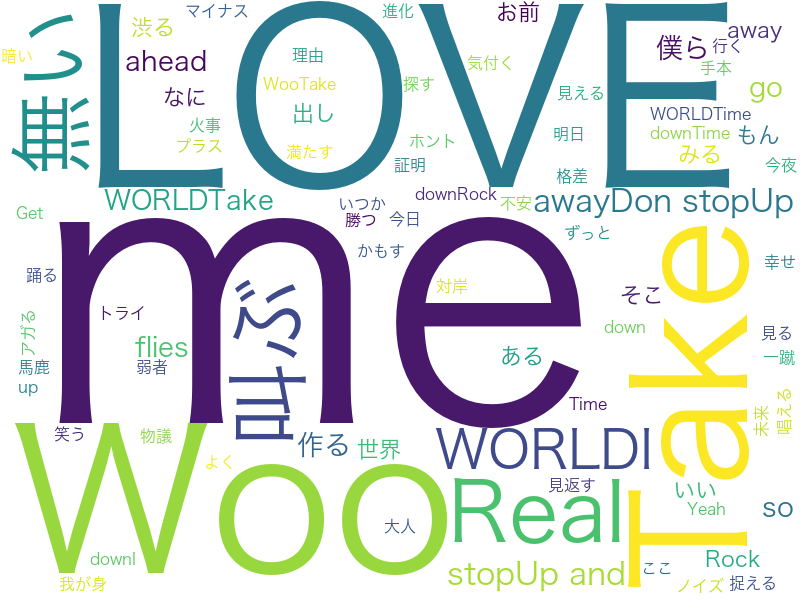 マイナス
進化
お前
away
渋る
暗い
LOVE
無い
ahead
理由
気付く
僕ら
行く
手本
WooTake
探す
見える
go
なに
出し
火事
プラス
満たす
ホント
証明
明日
格差
WORLDTime
downTime
もん
みる
今夜
WORLDTake
いつか
downRock
不安
awayDon stopUp
Get
勝つ
今日
かもす
ずっと
me
踊る
叫ぶ
対岸
そこ
Take
幸せ
トライ
アガる
flies
ある
down
見る
一蹴
馬鹿
弱者
up
Time
未来
唱える
笑う
物議
作る
世界
WORLDI
Woo
よく
Real
見返す
いい
Yeah
so
大人
downI
我が身
stopUp and
Rock
ここ
ノイズ
捉える